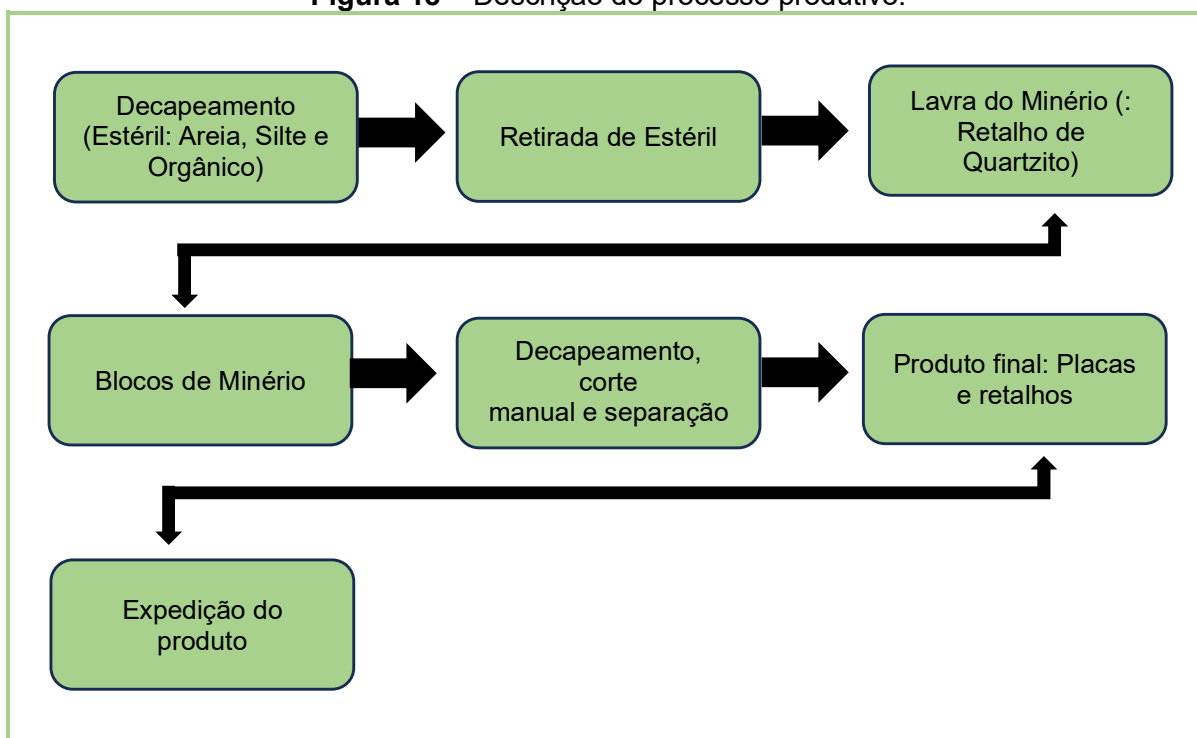 Descrição do processo produtivo.
Decapeamento
(Estéril: Areia, Silte e
Orgânico)
Retirada de Estéril
Lavra do Minério (:
Retalho de
Quartzito)
Blocos de Minério
Decapeamento,
corte
manual e separação
Produto final: Placas
e retalhos
Expedição do
produto